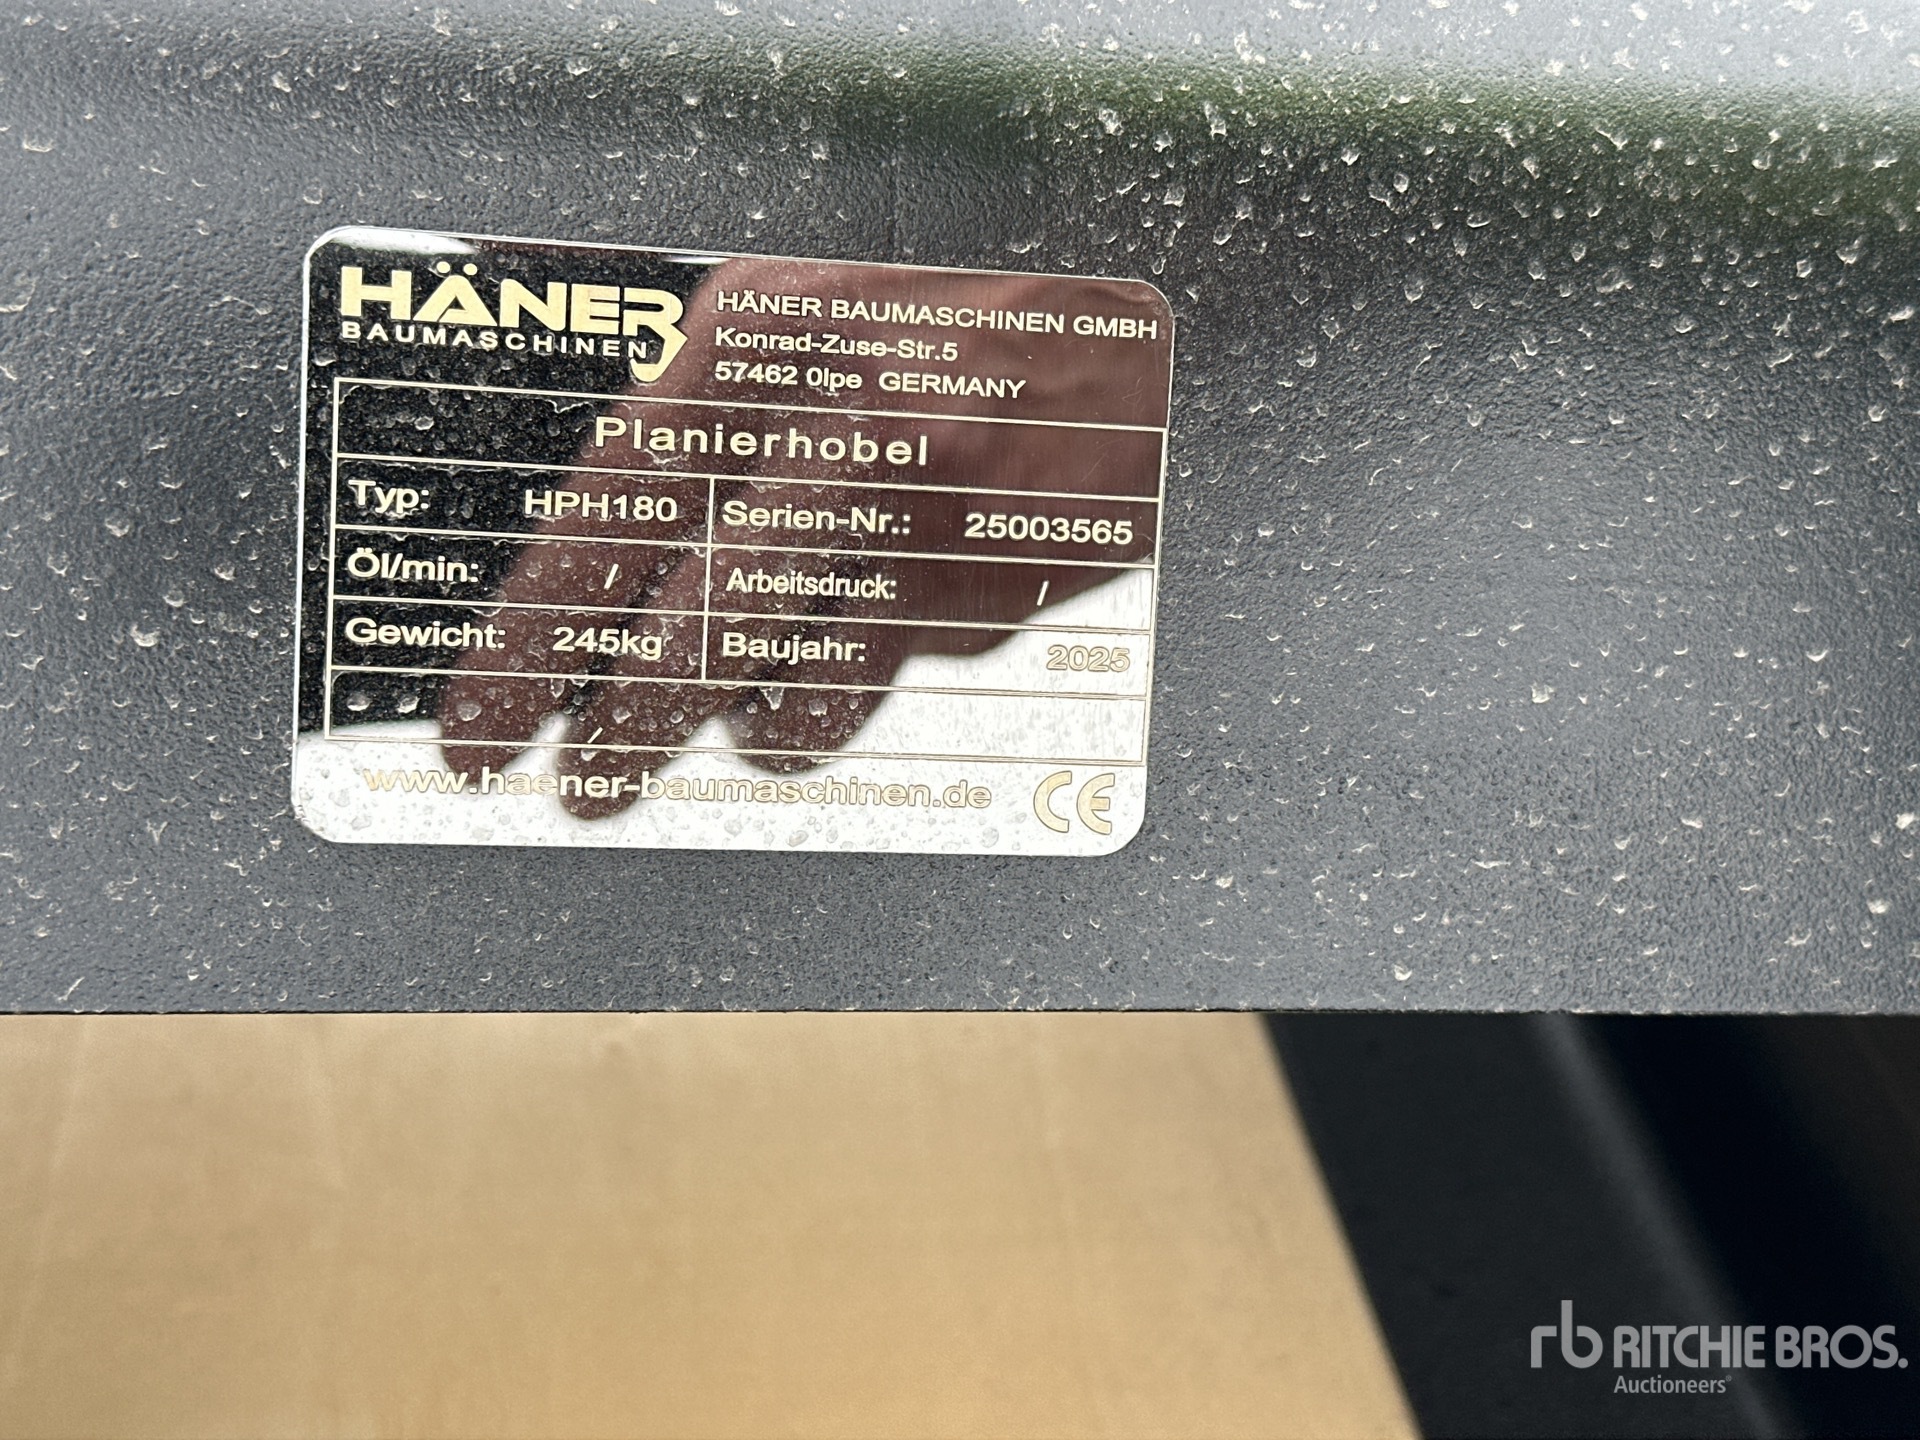 HÄNER
BAUMASCHINEN
HÄNER BAUMASCHINEN GMBH
Konrad-Zuse-Str.5
57462 Olpe GERMANY
Planierhobel
Typ: HPH180 Serien-Nr.: 25003565
Öl/min: / Arbeitsdruck: /
Gewicht: 245kg Baujahr: 2025
/
www.haener-baumaschinen.de CE
rb RITCHIE BROS.
Auctioneers®